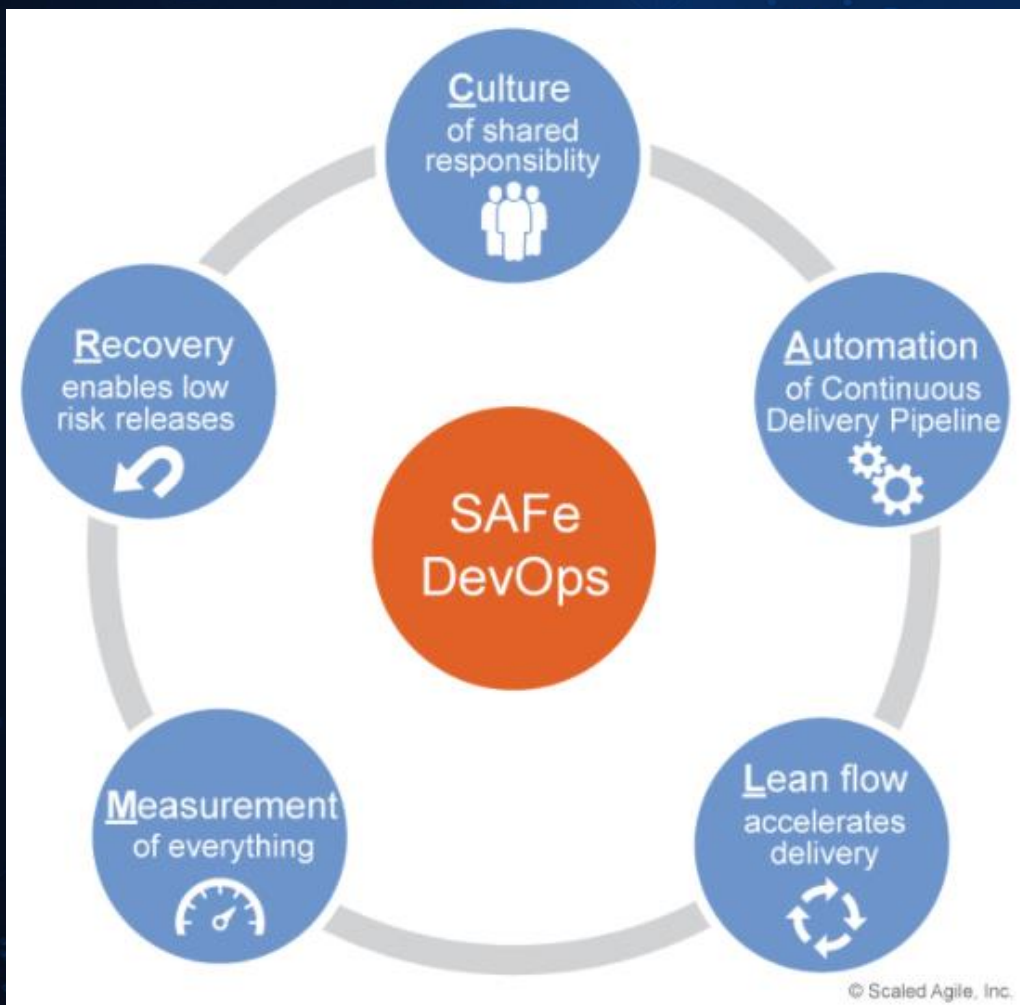 Culture
of shared
responsiblity
Automation
of Continuous
Delivery Pipeline
Lean flow
accelerates
delivery
Measurement
of everything
Recovery
enables low
risk releases
SAFe
DevOps
© Scaled Agile, Inc.